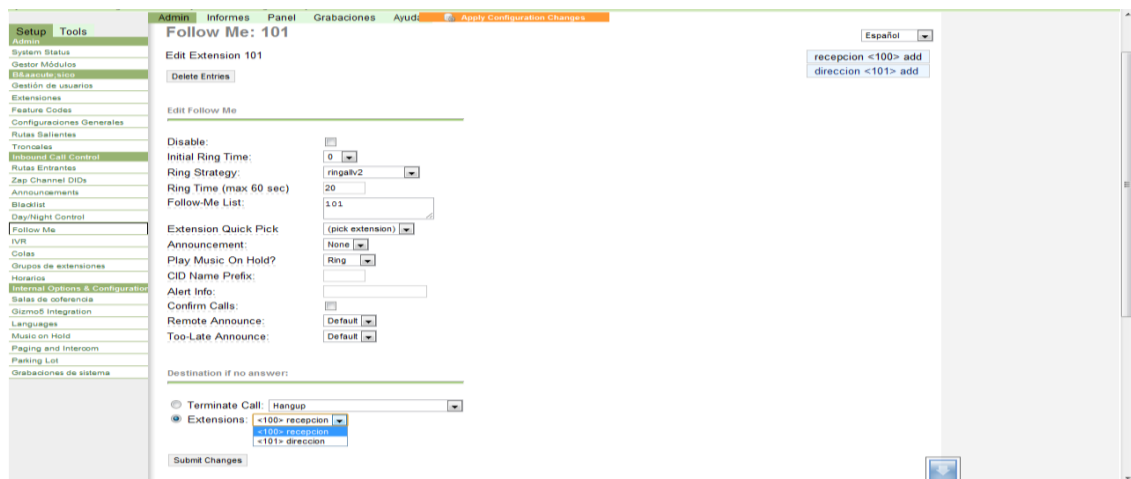 Admin Informes Panel Grabaciones Ayuda Apply Configuration Changes
Setup Tools
Admin
System Status
Gestor Módulos
B&aacute;sico
Gestión de usuarios
Extensiones
Feature Codes
Configuraciones Generales
Rutas Salientes
Troncales
Inbound Call Control
Rutas Entrantes
Zap Channel DIDs
Announcements
Blacklist
Day/Night Control
Follow Me
IVR
Colas
Grupos de extensiones
Horarios
Internal Options & Configuration
Salas de coferencia
Gizmo5 Integration
Languages
Music on Hold
Paging and Intercom
Parking Lot
Grabaciones de sistema
Follow Me: 101
Edit Extension 101
Delete Entries
Edit Follow Me
Disable:
Initial Ring Time: 0
Ring Strategy: ringallv2
Ring Time (max 60 sec) 20
Follow-Me List: 101
Extension Quick Pick (pick extension)
Announcement: None
Play Music On Hold? Ring
CID Name Prefix:
Alert Info:
Confirm Calls:
Remote Announce: Default
Too-Late Announce: Default
Destination if no answer:
Terminate Call: Hangup
Extensions: <100> recepcion
<100> recepcion
<101> direccion
Submit Changes
Español
recepcion <100> add
direccion <101> add